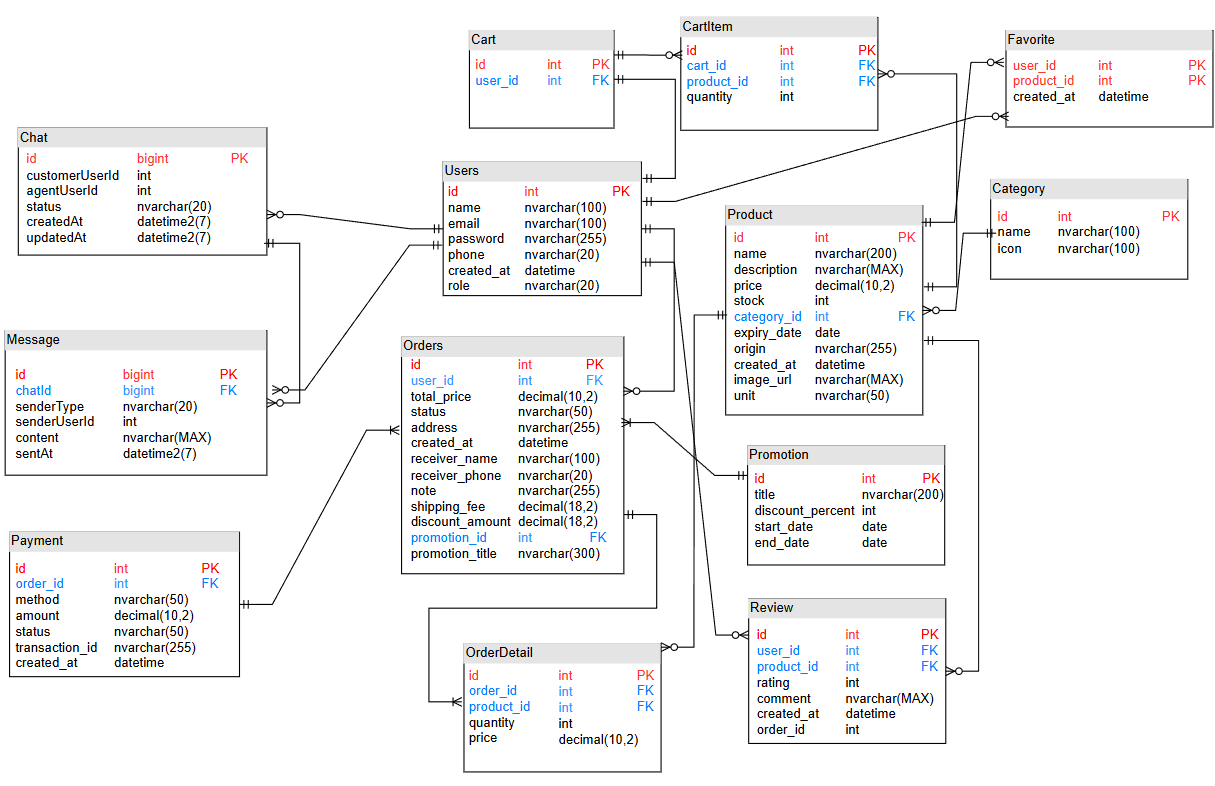 Cart
id int PK
user_id int FK
CartItem
id int PK
cart_id int FK
product_id int FK
quantity int
Favorite
user_id int PK
product_id int PK
created_at datetime
Chat
id bigint PK
customerUserId int
agentUserId int
status nvarchar(20)
createdAt datetime2(7)
updatedAt datetime2(7)
Users
id int PK
name nvarchar(100)
email nvarchar(100)
password nvarchar(255)
phone nvarchar(20)
created_at datetime
role nvarchar(20)
Product
id int PK
name nvarchar(200)
description nvarchar(MAX)
price decimal(10,2)
stock int
category_id int FK
expiry_date date
origin nvarchar(255)
created_at datetime
image_url nvarchar(MAX)
unit nvarchar(50)
Category
id int PK
name nvarchar(100)
icon nvarchar(100)
Message
id bigint PK
chatId bigint FK
senderType nvarchar(20)
senderUserId int
content nvarchar(MAX)
sentAt datetime2(7)
Orders
id int PK
user_id int FK
total_price decimal(10,2)
status nvarchar(50)
address nvarchar(255)
created_at datetime
receiver_name nvarchar(100)
receiver_phone nvarchar(20)
note nvarchar(255)
shipping_fee decimal(18,2)
discount_amount decimal(18,2)
promotion_id int FK
promotion_title nvarchar(300)
Promotion
id int PK
title nvarchar(200)
discount_percent int
start_date date
end_date date
Payment
id int PK
order_id int FK
method nvarchar(50)
amount decimal(10,2)
status nvarchar(50)
transaction_id nvarchar(255)
created_at datetime
OrderDetail
id int PK
order_id int FK
product_id int FK
quantity int
price decimal(10,2)
Review
id int PK
user_id int FK
product_id int FK
rating int
comment nvarchar(MAX)
created_at datetime
order_id int